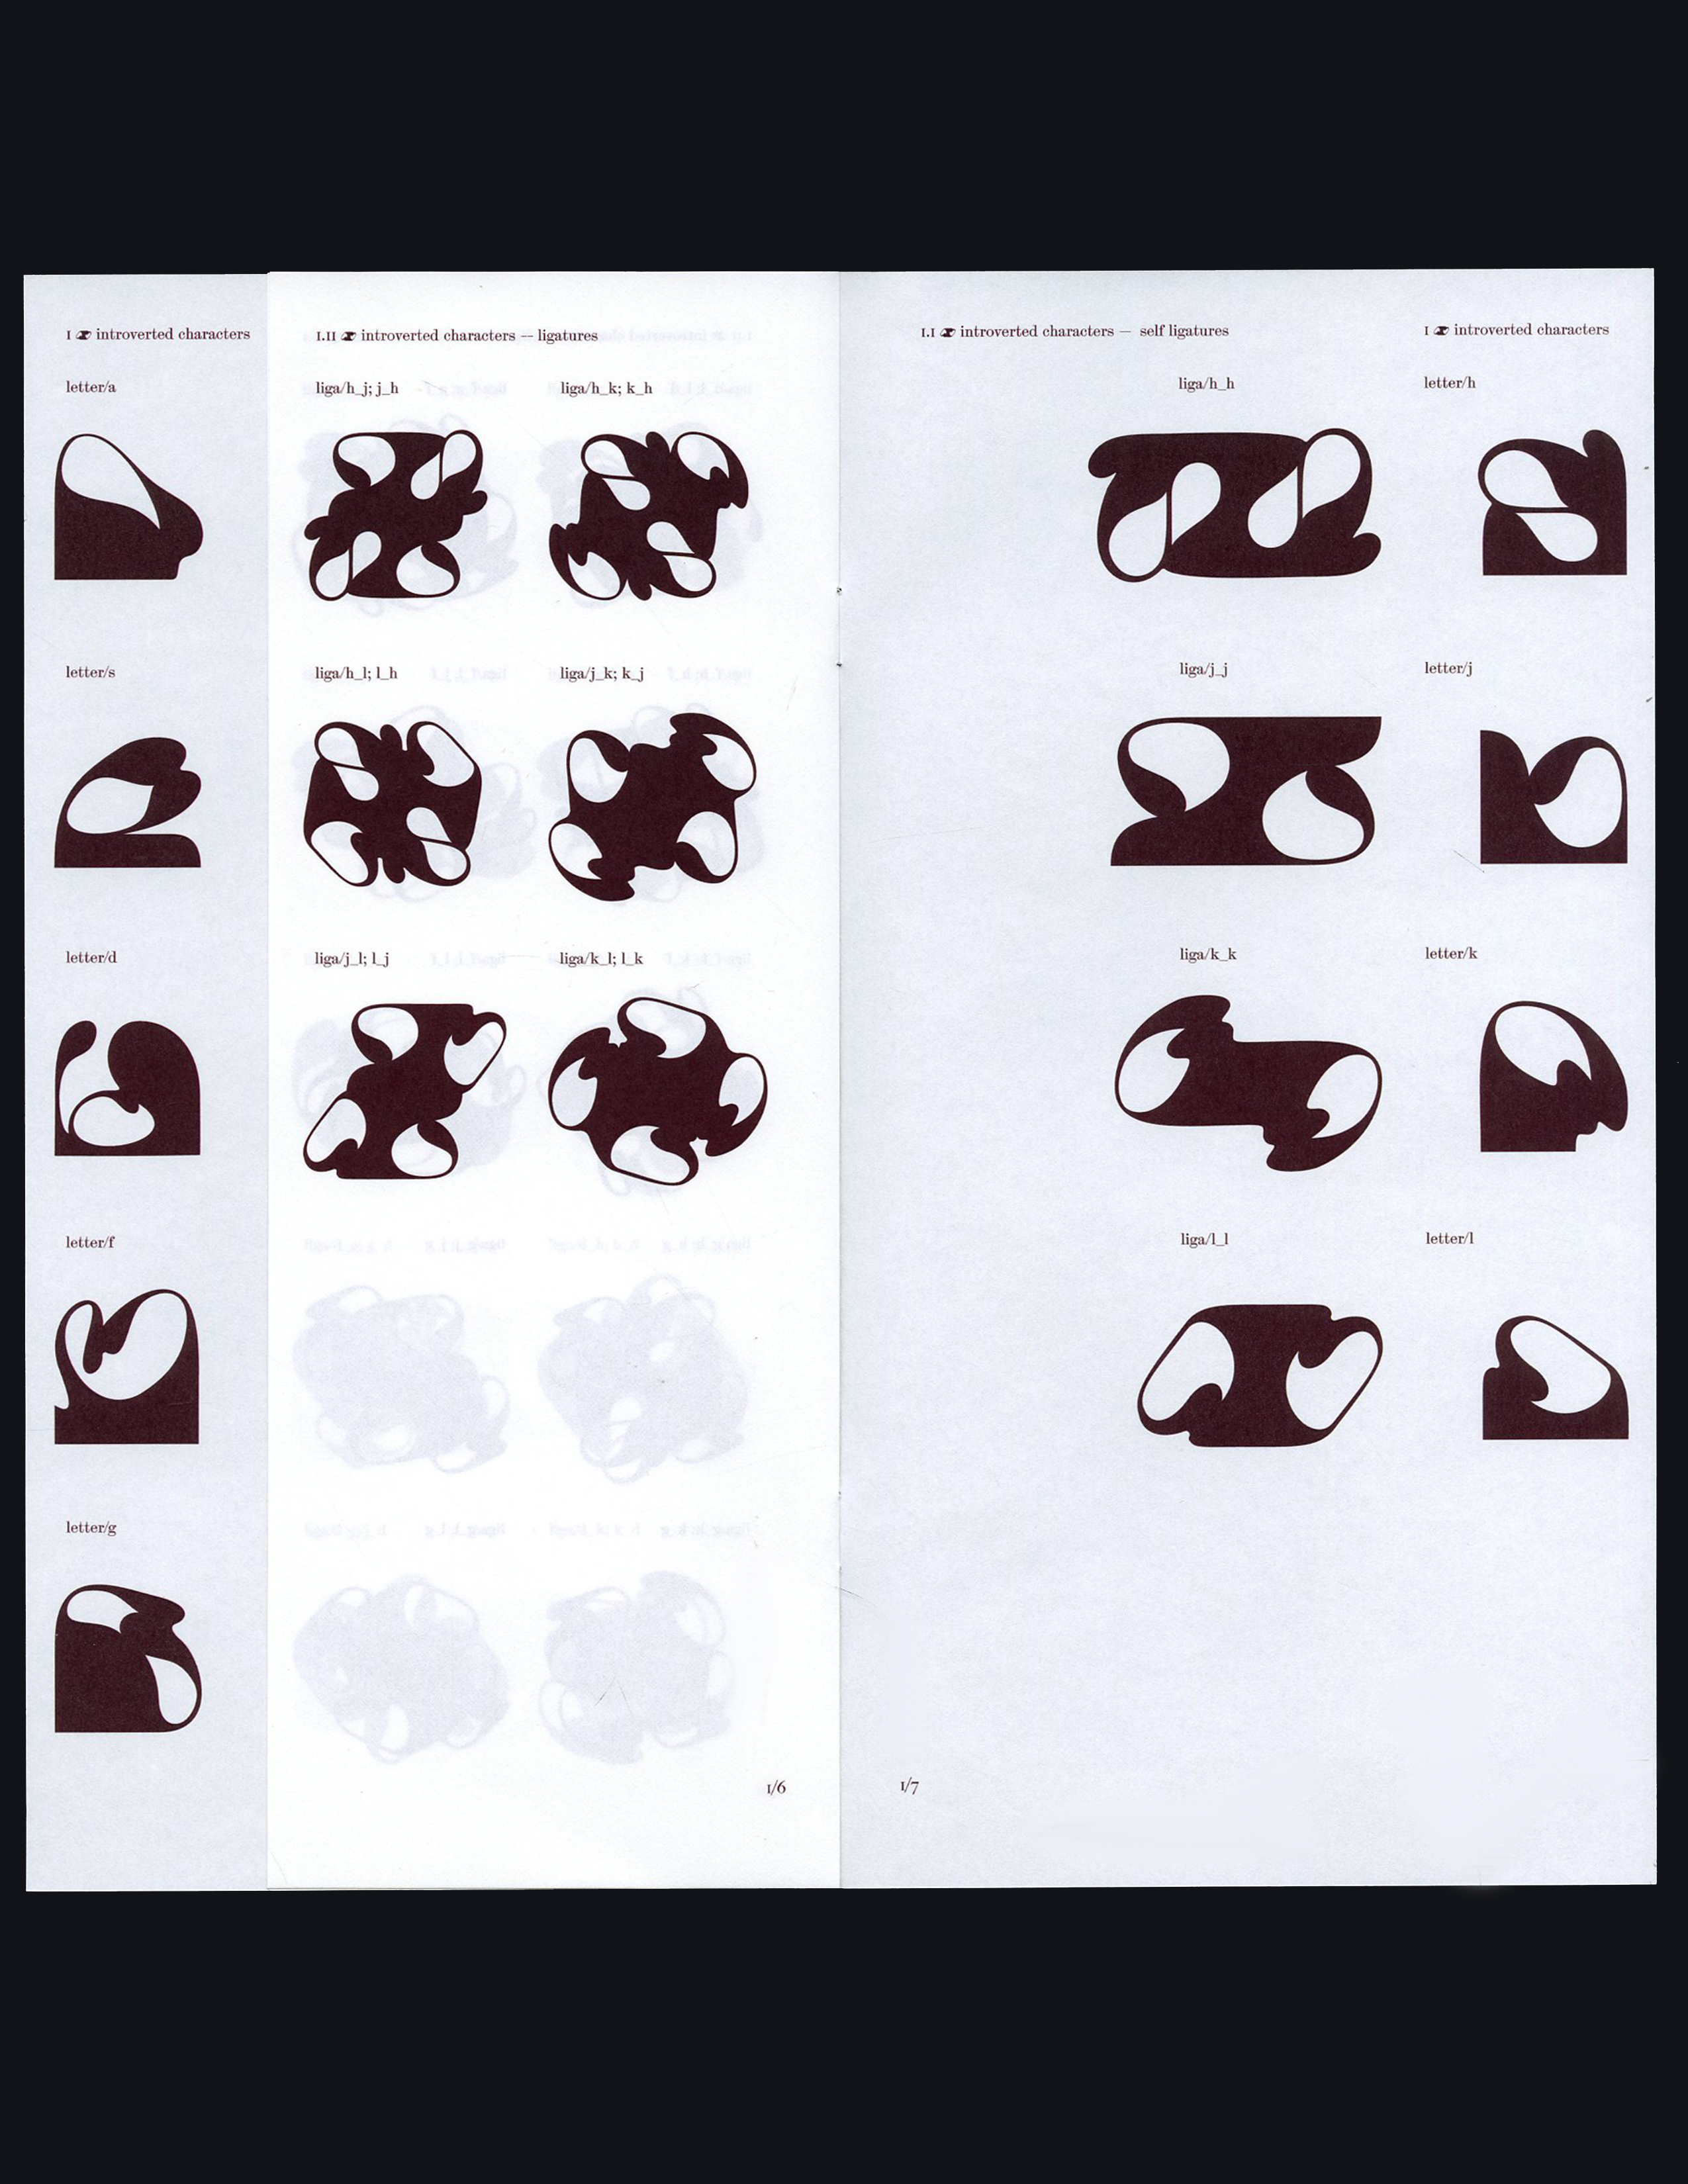 I introverted characters
letter/a
letter/s
letter/d
letter/f
letter/g
I.II introverted characters — ligatures
liga/h_j; j_h
liga/h_k; k_h
liga/h_l; l_h
liga/j_k; k_j
liga/j_l; l_j
liga/k_l; l_k
1/6
I.I introverted characters — self ligatures
liga/h_h
liga/j_j
liga/k_k
liga/l_l
I introverted characters
letter/h
letter/j
letter/k
letter/l
1/7